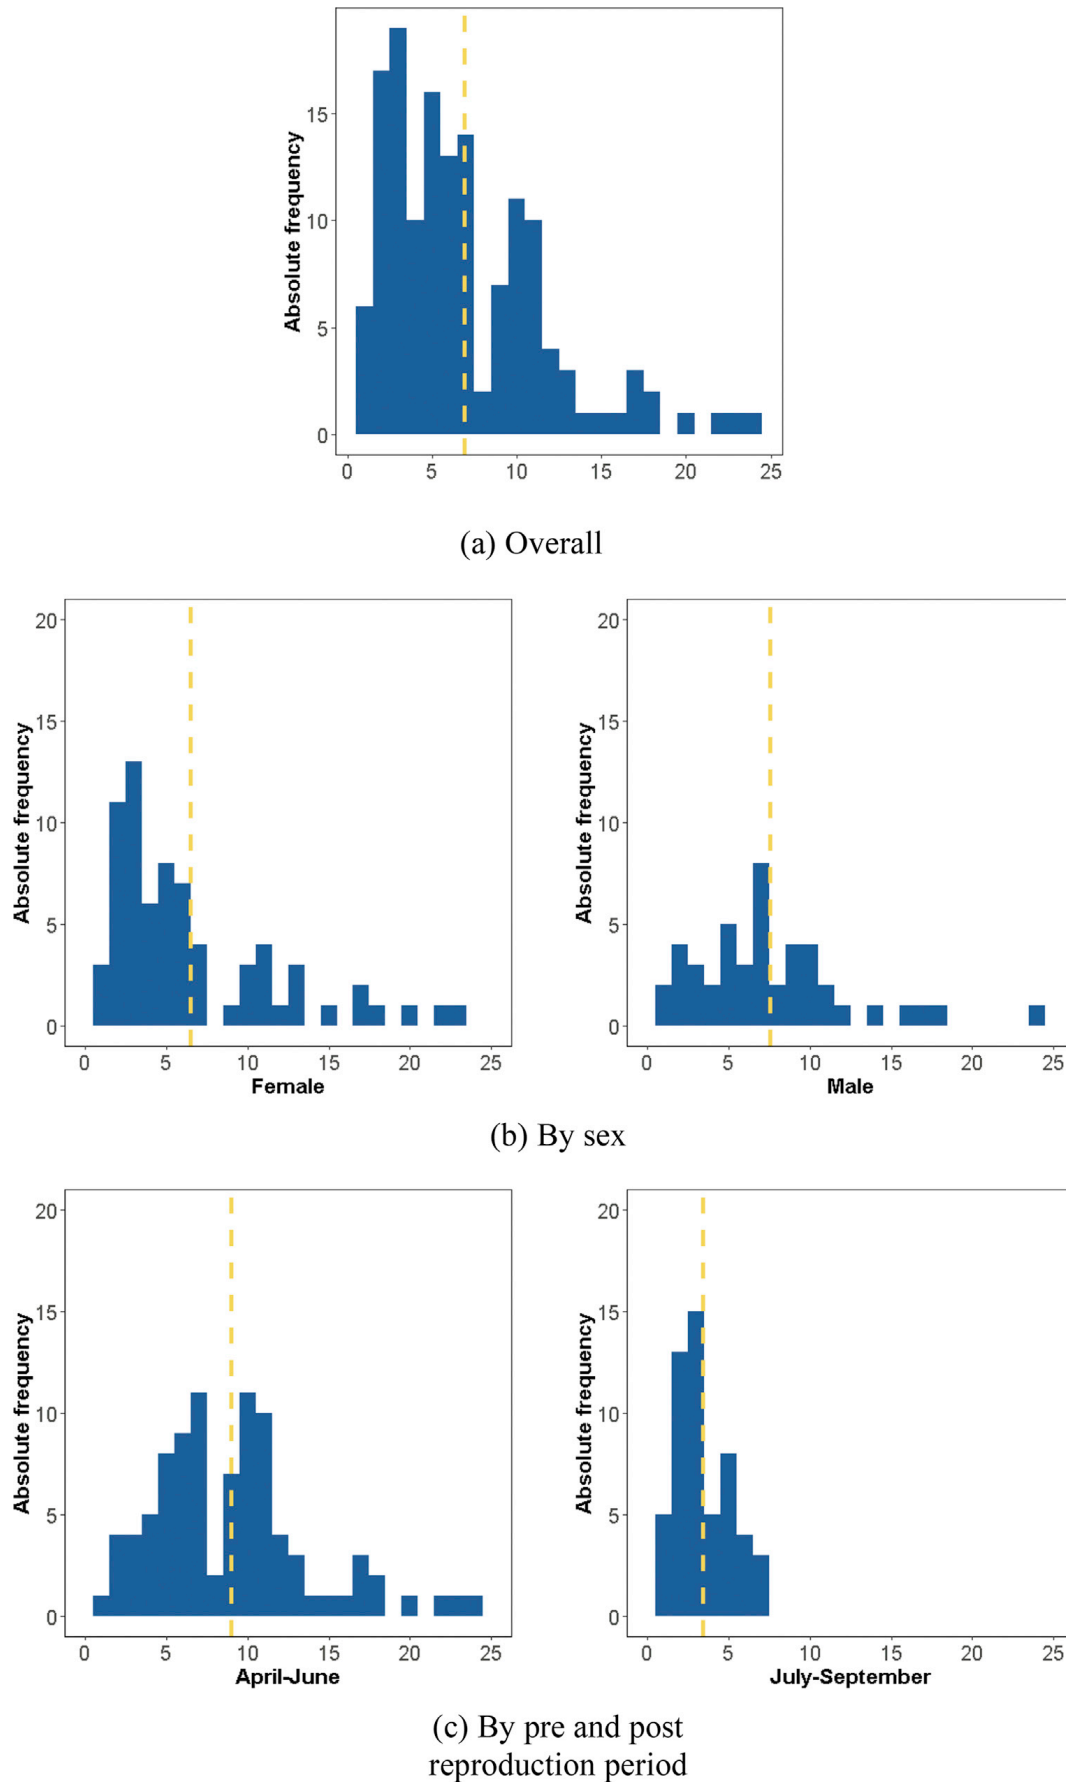 Absolute frequency
15
10
5
0
0 5 10 15 20 25
(a) Overall
Absolute frequency
20
15
10
5
0
0 5 10 15 20 25
Female
Absolute frequency
20
15
10
5
0
0 5 10 15 20 25
Male
(b) By sex
Absolute frequency
20
15
10
5
0
0 5 10 15 20 25
April-June
Absolute frequency
20
15
10
5
0
0 5 10 15 20 25
July-September
(c) By pre and post
reproduction period